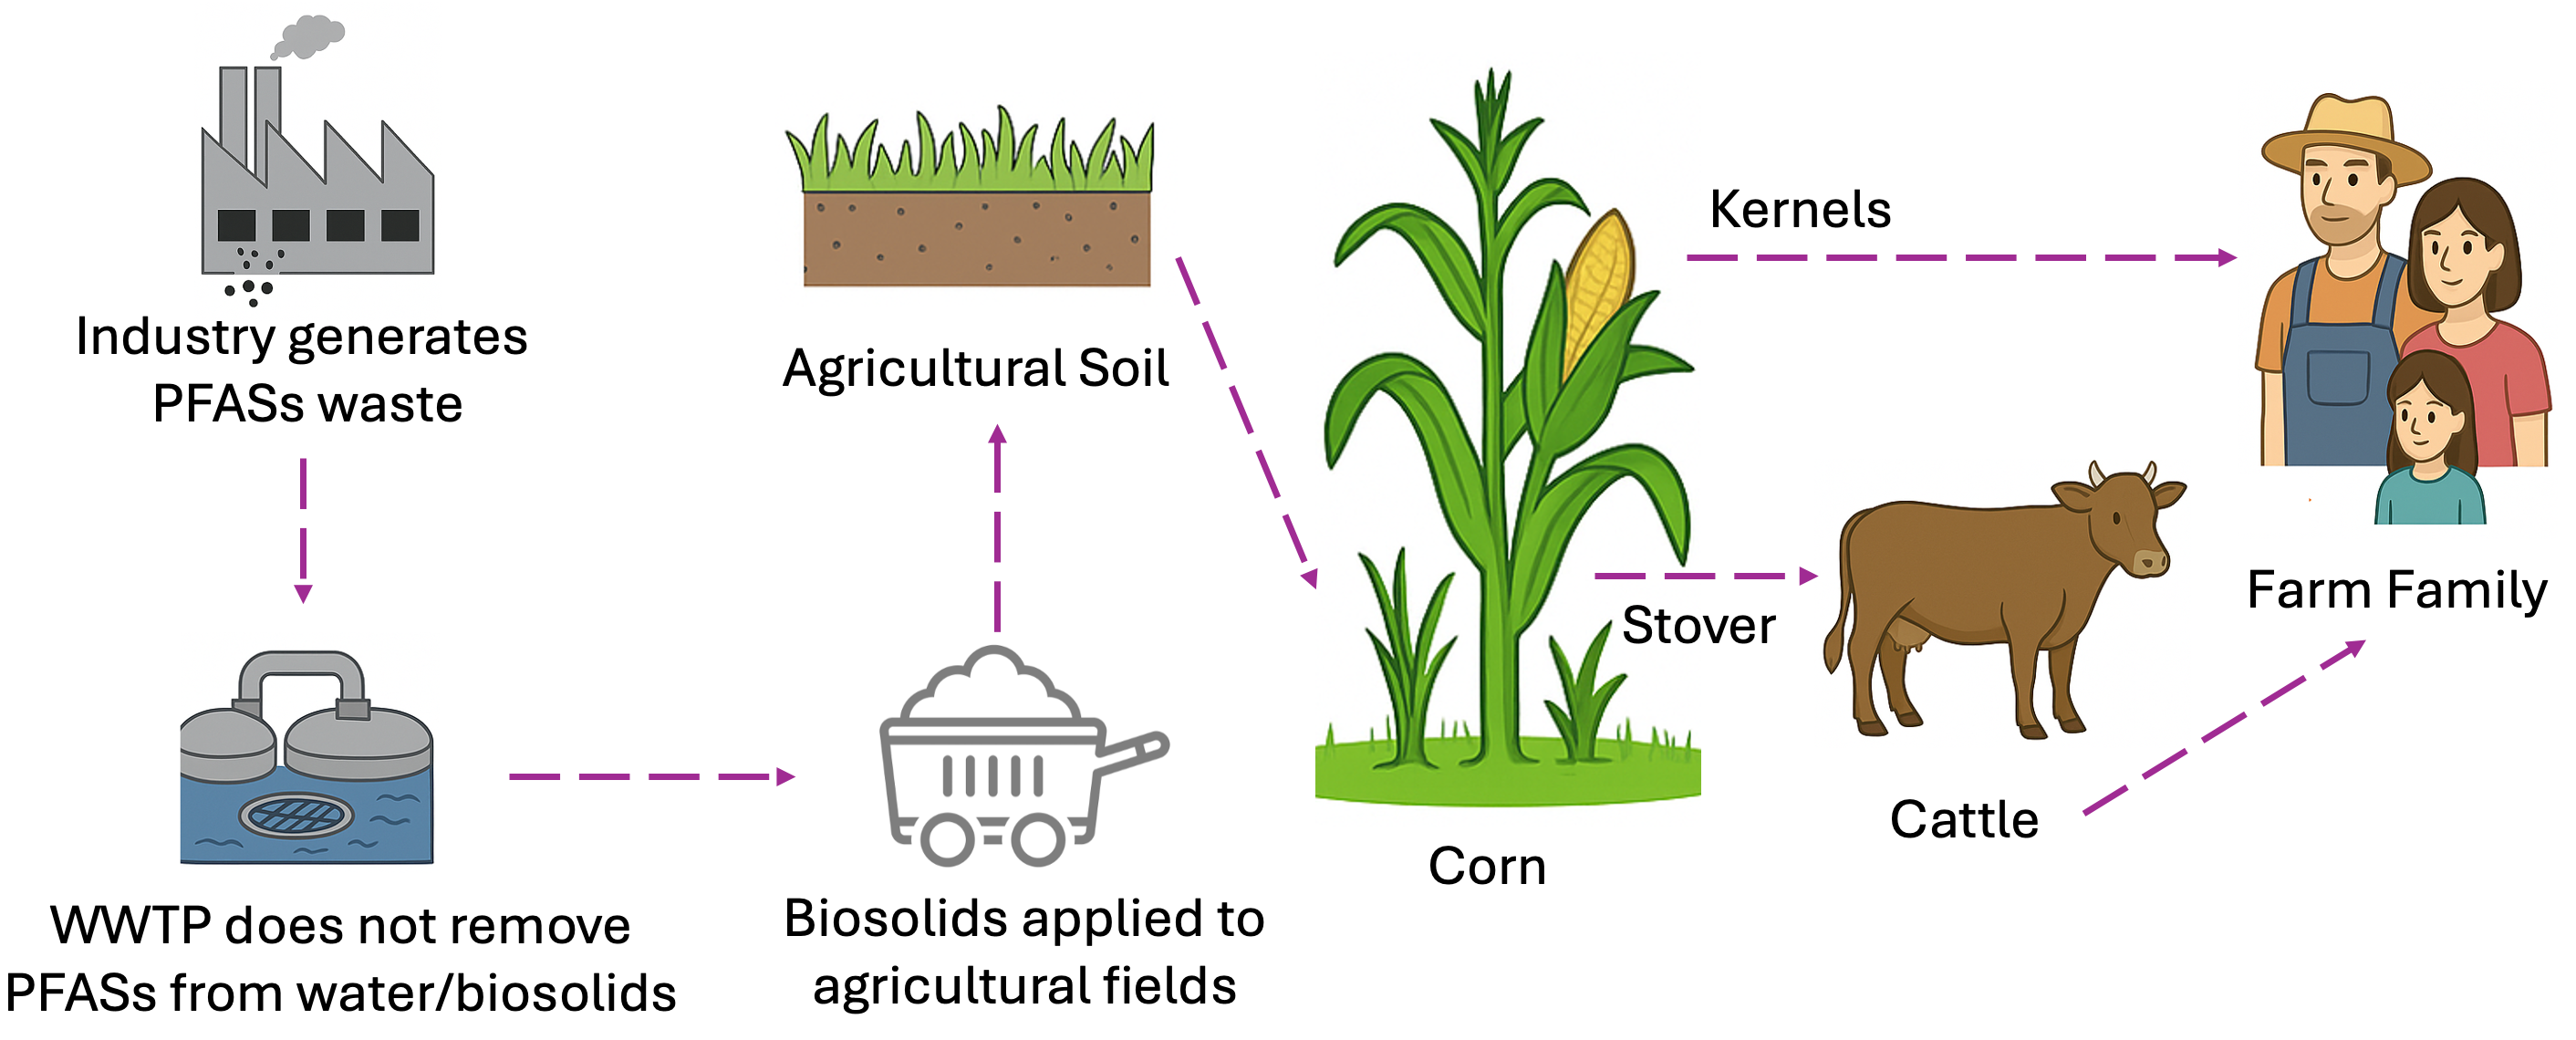 Industry generates
PFASs waste
WWTP does not remove
PFASs from water/biosolids
Agricultural Soil
Biosolids applied to
agricultural fields
Corn
Kernels
Stover
Cattle
Farm Family